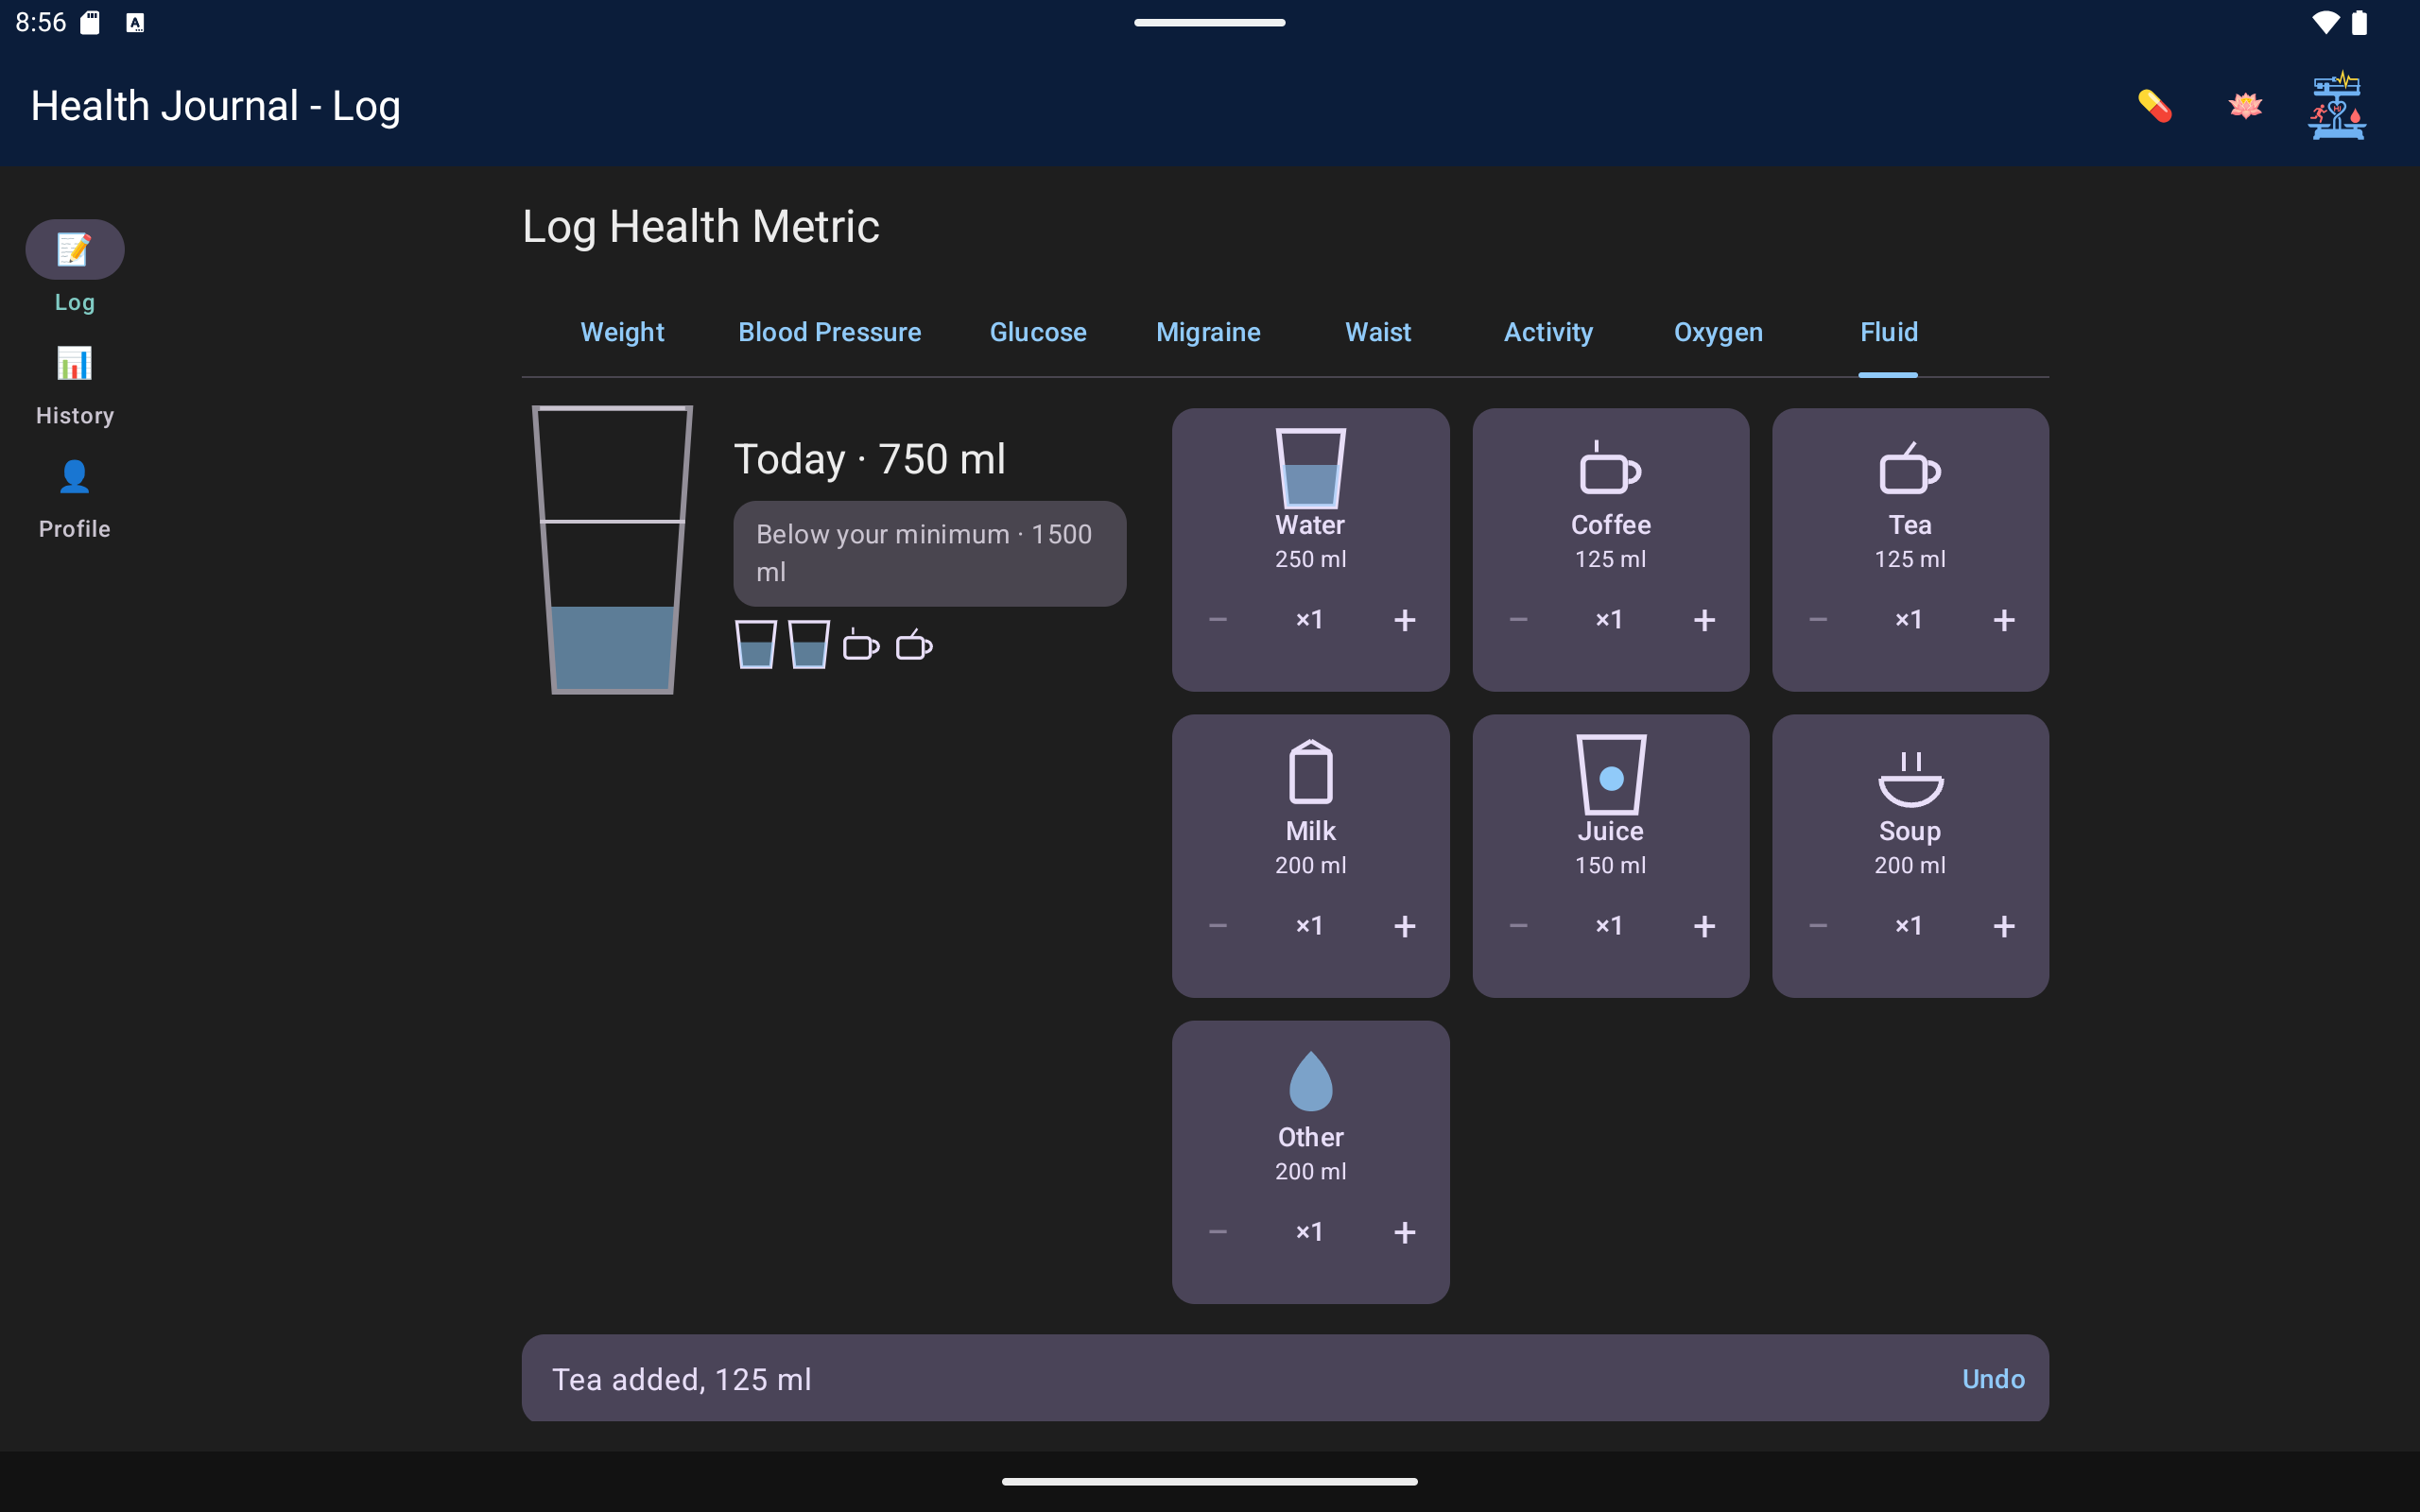 8:56
Health Journal - Log
Log
History
Profile
Log Health Metric
Weight Blood Pressure Glucose Migraine Waist Activity Oxygen Fluid
Today · 750 ml
Below your minimum · 1500
ml
Water
250 ml
−  ×1  +
Coffee
125 ml
−  ×1  +
Tea
125 ml
−  ×1  +
Milk
200 ml
−  ×1  +
Juice
150 ml
−  ×1  +
Soup
200 ml
−  ×1  +
Other
200 ml
−  ×1  +
Tea added, 125 ml
Undo